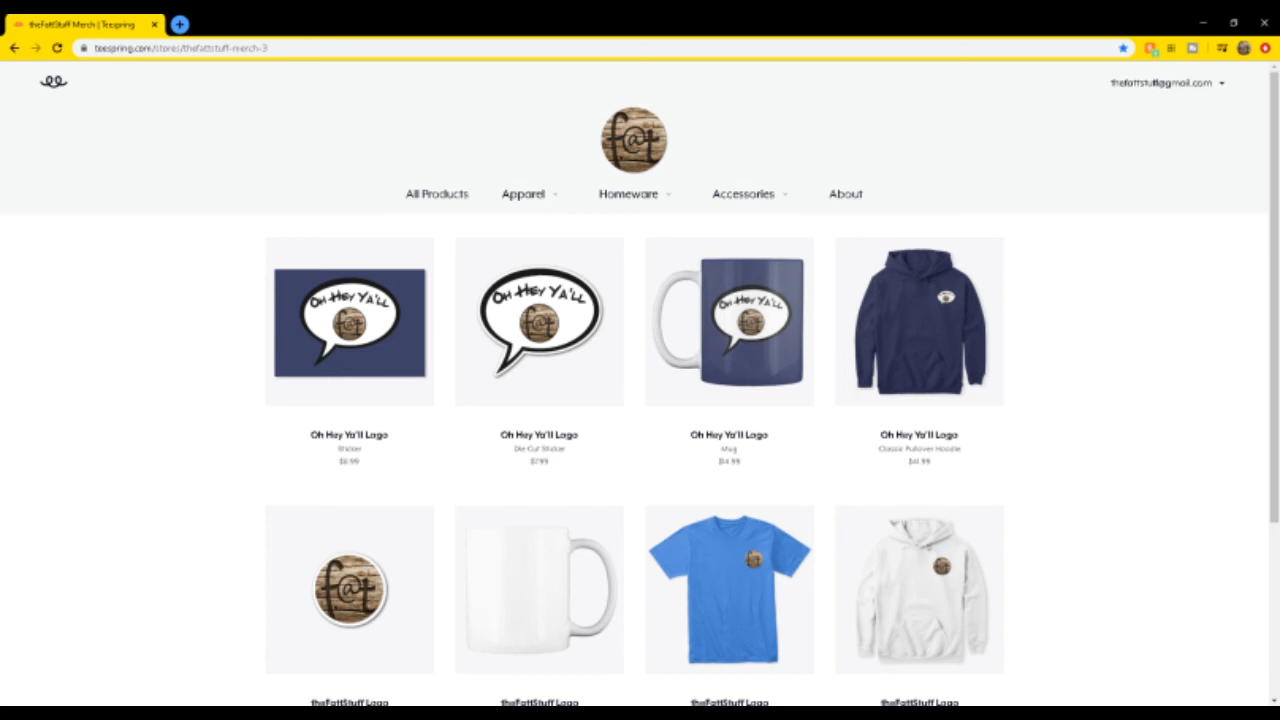 theFattStuff Merch | Teespring
teespring.com/stores/thefattstuff-merch-3
thefattstuff@gmail.com
f@t
All Products Apparel Homeware Accessories About
OH HEY YA'LL
f@t
OH HEY YA'LL
f@t
OH HEY YA'LL
f@t
Oh Hey Ya'll Logo Oh Hey Ya'll Logo Oh Hey Ya'll Logo Oh Hey Ya'll Logo
Sticker Die Cut Sticker Mug Classic Pullover Hoodie
$7.99 $14.99 $41.99
f@t
f@t
f@t
theFattStuff Logo theFattStuff Logo theFattStuff Logo theFattStuff Logo